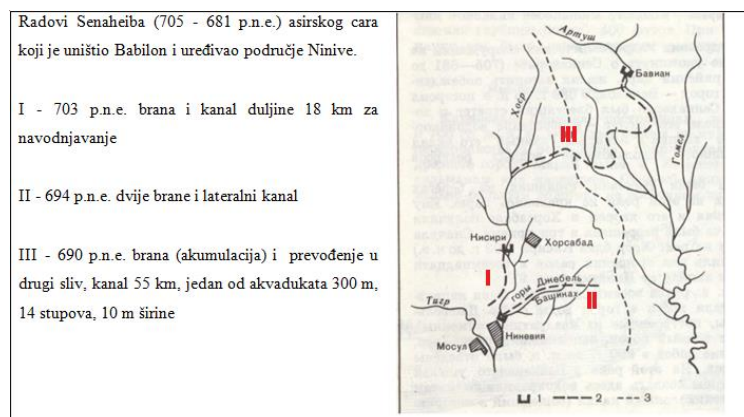 Radovi Senaheiba (705 - 681 p.n.e.) asirskog cara
koji je uništio Babilon i uređivao područje Ninive.
I - 703 p.n.e. brana i kanal duljine 18 km za
navodnjavanje
II - 694 p.n.e. dvije brane i lateralni kanal
III - 690 p.n.e. brana (akumulacija) i prevođenje u
drugi sliv, kanal 55 km, jedan od akvadukata 300 m,
14 stupova, 10 m širine
Артуш
Бавиан
Хоср
Гомел
III
Нисири
Хорсабад
I
горы Джебель
Башиках
II
Тигр
Ниневия
Мосул
1 2 3